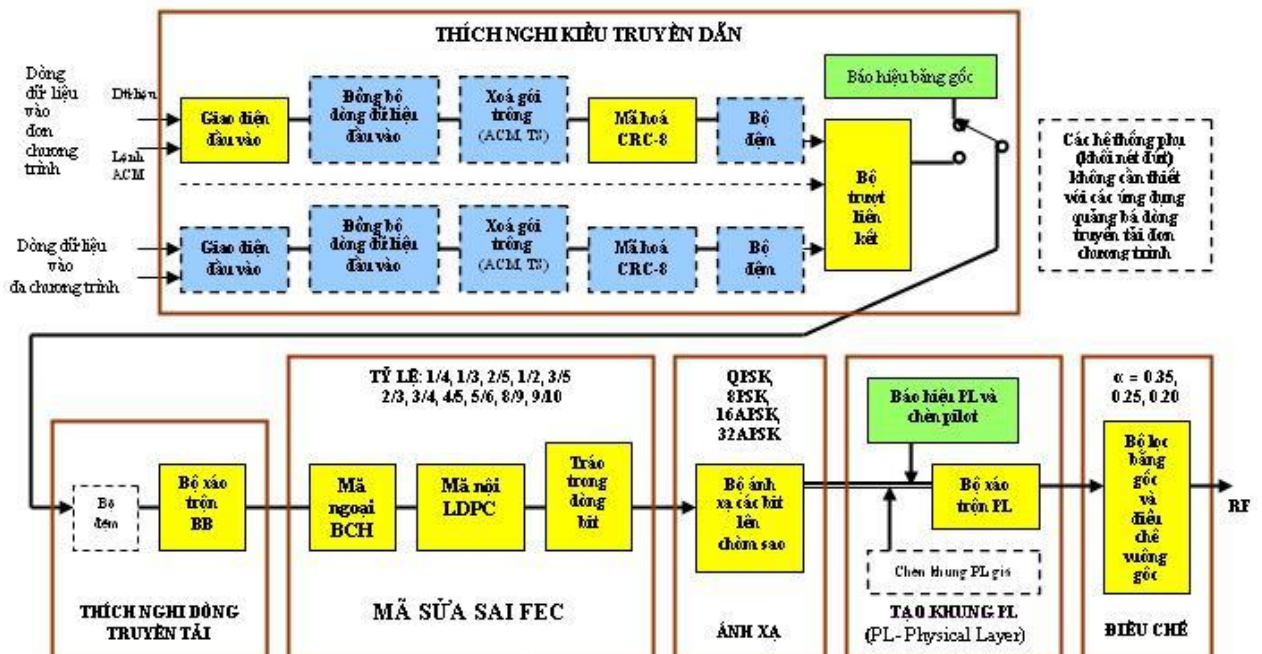 THÍCH NGHI KIỂU TRUYỀN DẪN
Dòng
dữ liệu
vào
đơn
chương
trình
Dữ liệu
Lệnh
ACM
Giao diện
đầu vào
Đồng bộ
dòng dữ liệu
đầu vào
Xoá gói
trống
(ACM, TS)
Mã hoá
CRC-8
Bộ
đệm
Báo hiệu băng gốc
Bộ
trượt
liên
kết
Các hệ thống phụ
(khối nét đứt)
không cần thiết
với các ứng dụng
quảng bá dòng
truyền tải đơn
chương trình
Dòng dữ liệu
vào
đa chương trình
Giao diện
đầu vào
Đồng bộ
dòng dữ liệu
đầu vào
Xoá gói
trống
(ACM, TS)
Mã hoá
CRC-8
Bộ
đệm
Bộ
đệm
Bộ xáo
trộn
BB
THÍCH NGHI DÒNG
TRUYỀN TẢI
TỶ LỆ: 1/4, 1/3, 2/5, 1/2, 3/5
2/3, 3/4, 4/5, 5/6, 8/9, 9/10
Mã
ngoại
BCH
Mã nội
LDPC
Tráo
trong
dòng
bit
MÃ SỬA SAI FEC
QPSK,
8PSK,
16APSK,
32APSK
Bộ ánh
xạ các bit
lên
chòm sao
ÁNH XẠ
Báo hiệu PL và
chèn pilot
Bộ xáo
trộn PL
Chèn khung PL giả
TẠO KHUNG PL
(PL- Physical Layer)
α = 0.35,
0.25, 0.20
Bộ lọc
băng
gốc
và
điều
chế
vuông
góc
ĐIỀU CHẾ
RF